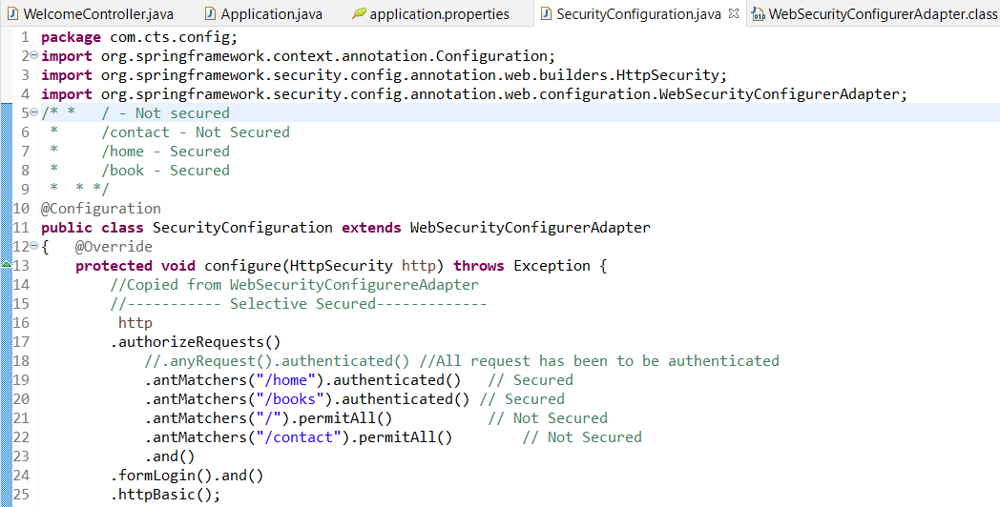 WelcomeController.java Application.java application.properties SecurityConfiguration.java WebSecurityConfigurerAdapter.class
1 package com.cts.config;
2 import org.springframework.context.annotation.Configuration;
3 import org.springframework.security.config.annotation.web.builders.HttpSecurity;
4 import org.springframework.security.config.annotation.web.configuration.WebSecurityConfigurerAdapter;
5 /* *   / - Not secured
6  *     /contact - Not Secured
7  *     /home - Secured
8  *     /book - Secured
9  *  * */
10 @Configuration
11 public class SecurityConfiguration extends WebSecurityConfigurerAdapter
12 {   @Override
13     protected void configure(HttpSecurity http) throws Exception {
14         //Copied from WebSecurityConfigurereAdapter
15         //----------- Selective Secured-------------
16          http
17         .authorizeRequests()
18             //.anyRequest().authenticated() //All request has been to be authenticated
19             .antMatchers("/home").authenticated()   // Secured
20             .antMatchers("/books").authenticated() // Secured
21             .antMatchers("/").permitAll()           // Not Secured
22             .antMatchers("/contact").permitAll()        // Not Secured
23             .and()
24         .formLogin().and()
25         .httpBasic();